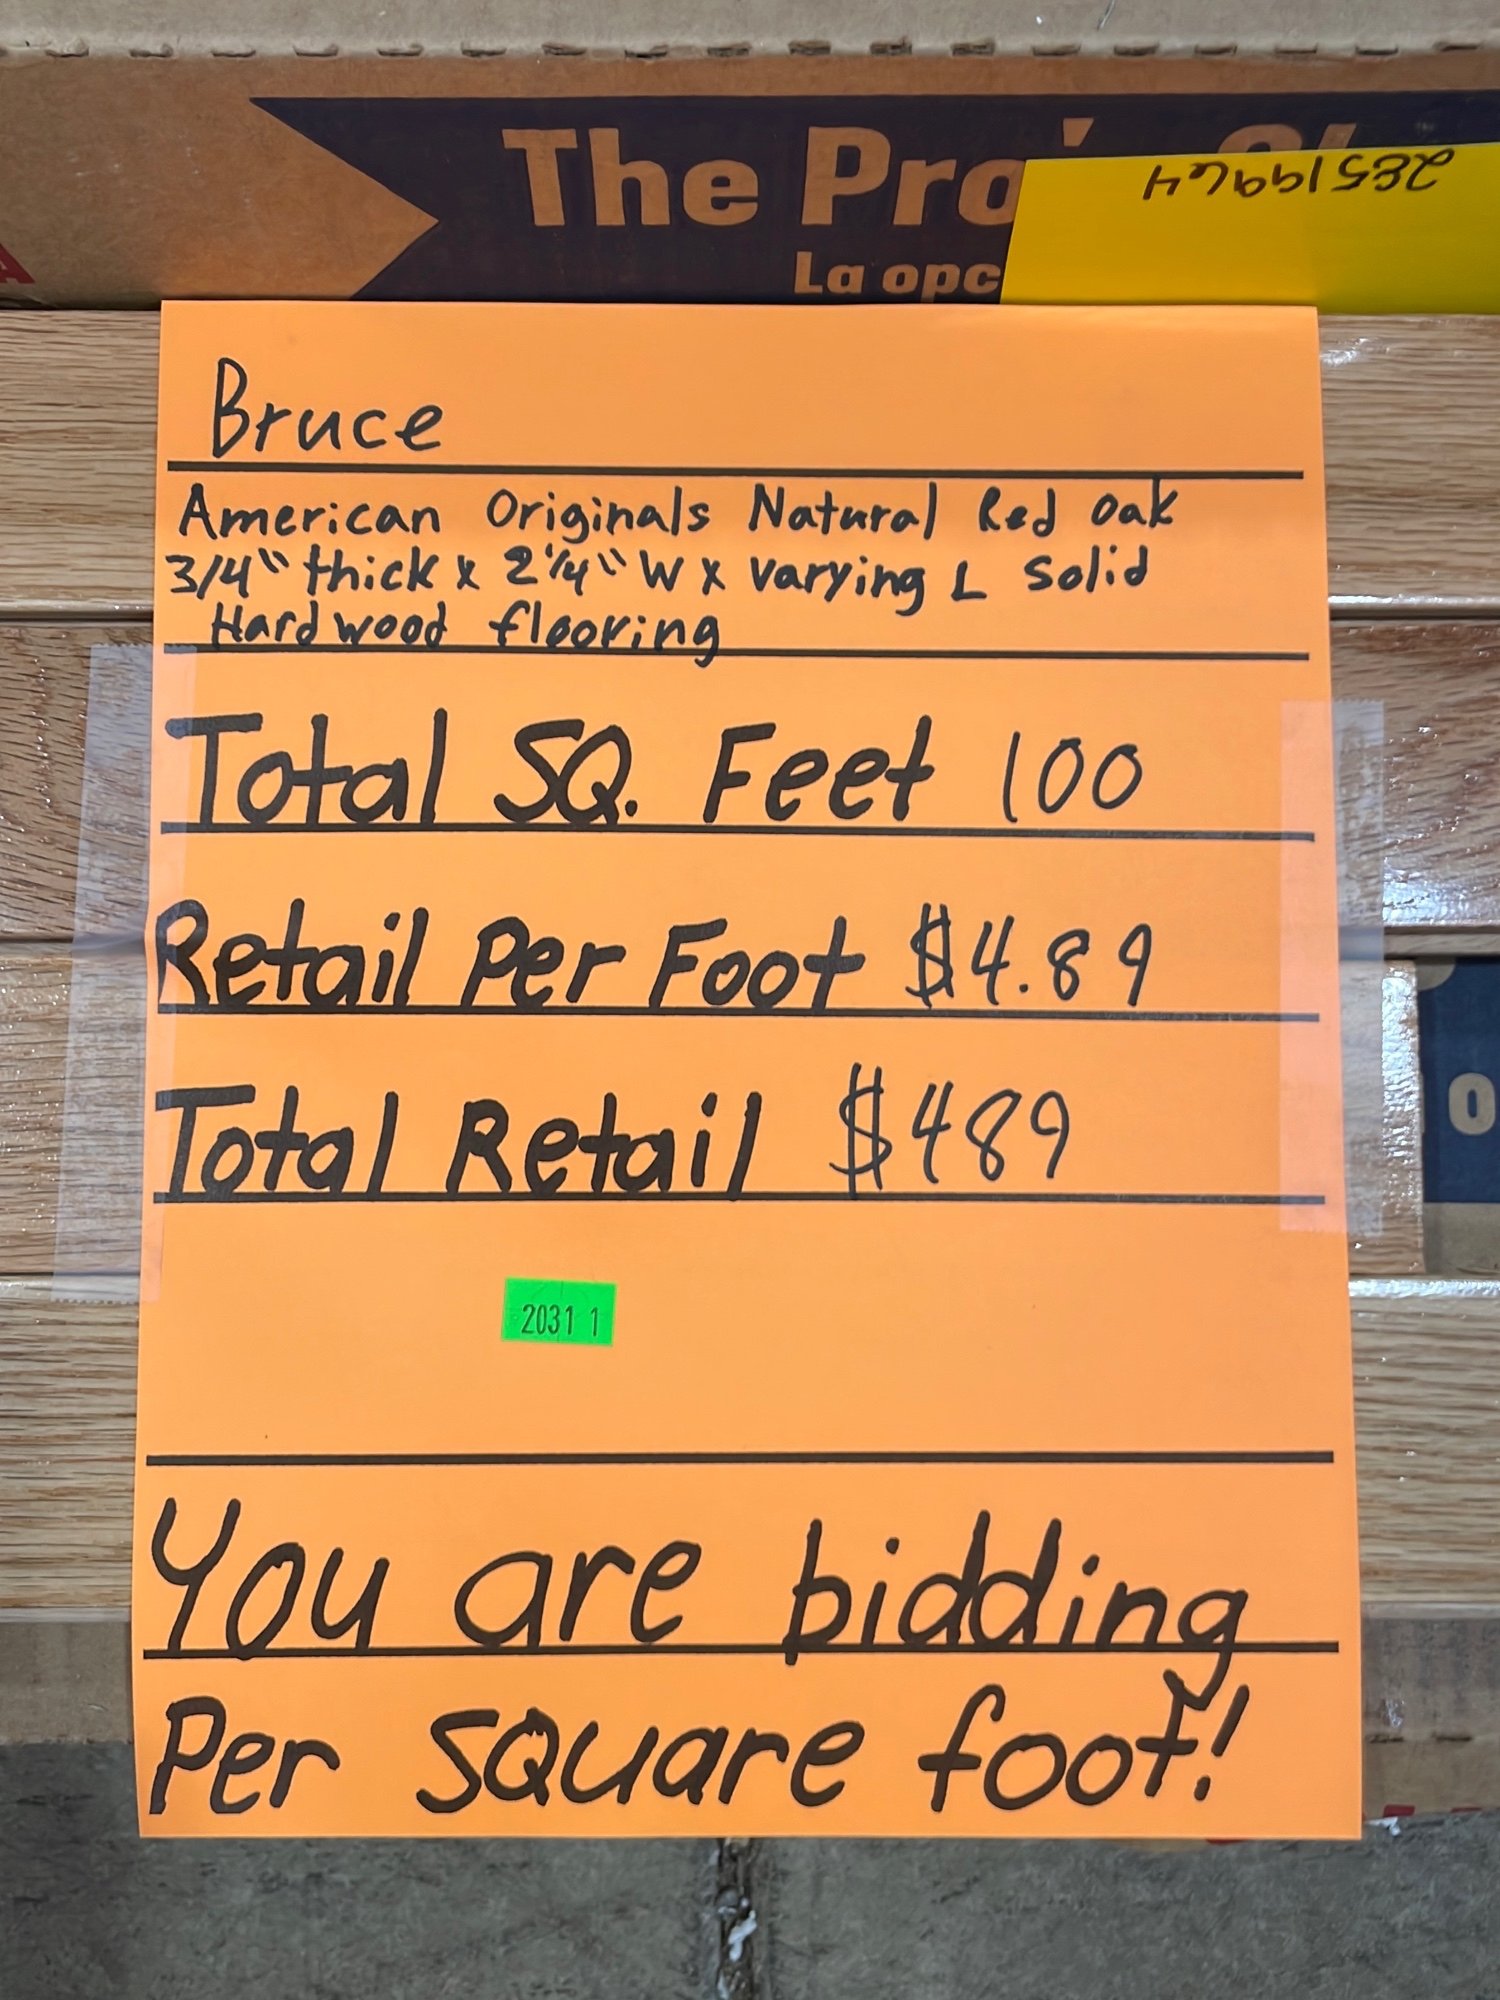 The Pro's
La opc
2E519964
Bruce
American Originals Natural Red Oak
3/4" thick x 2 1/4" W x varying L Solid
Hardwood flooring
Total SQ. Feet 100
Retail Per Foot $4.89
Total Retail $489
2031 1
You are bidding
Per square foot!